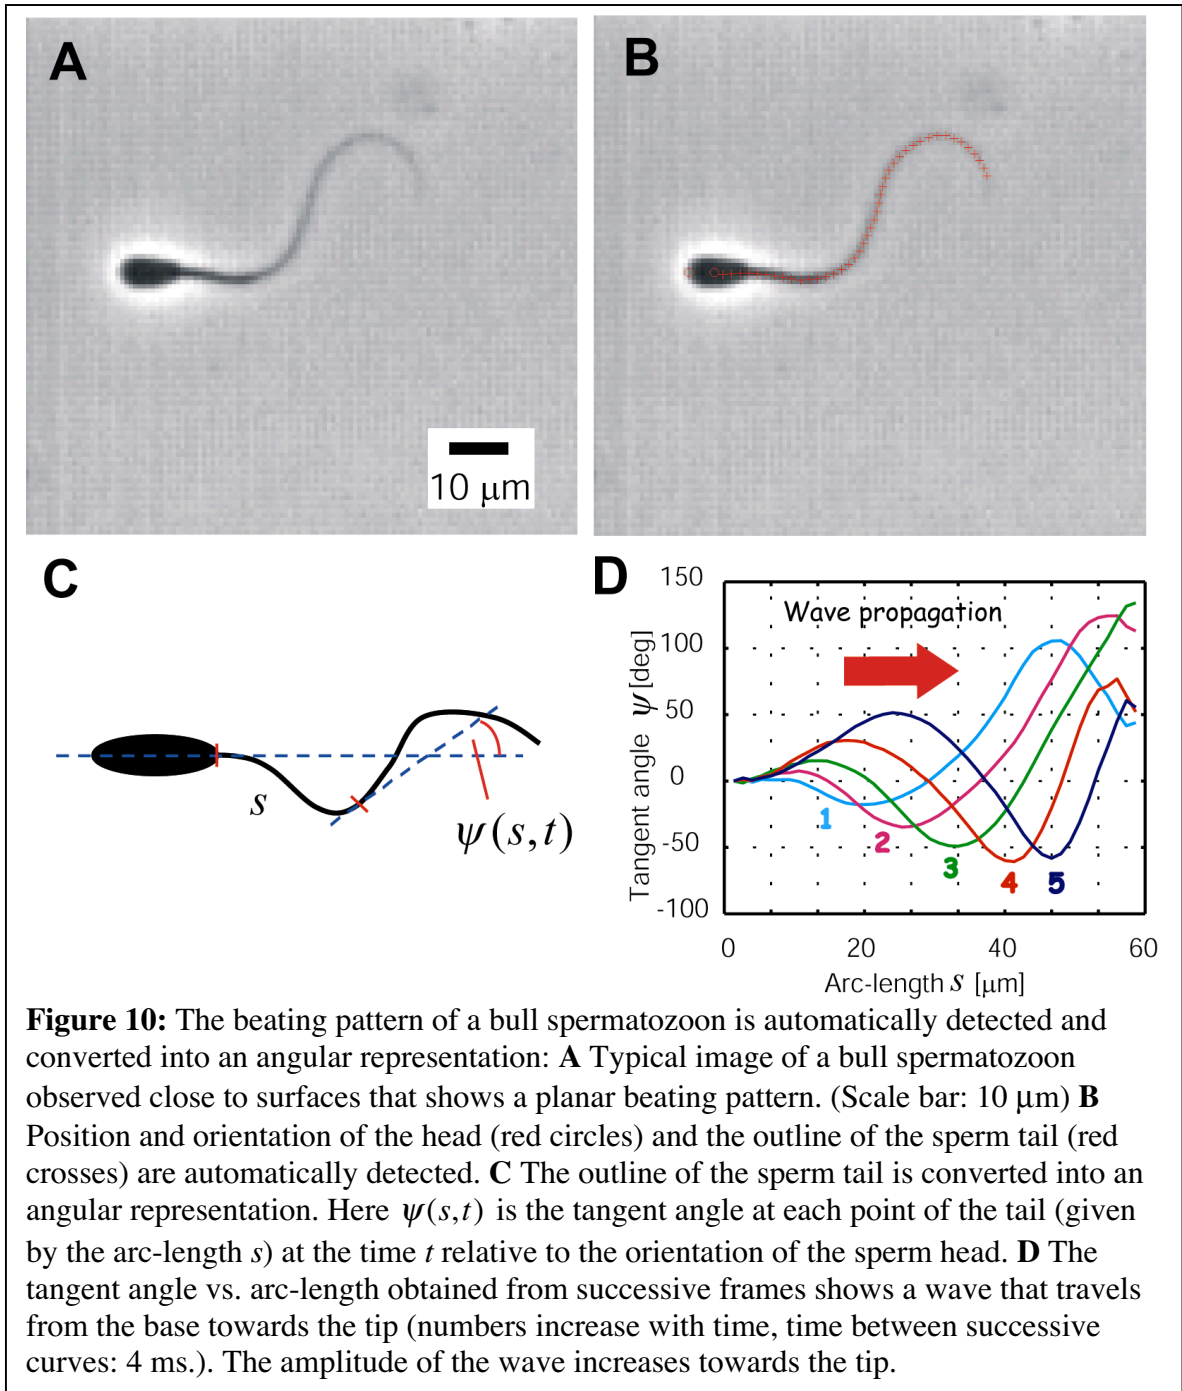 A
B
10 μm
C
s
ψ(s,t)
D
150
100
50
0
-50
-100
Tangent angle ψ [deg]
Wave propagation
1
2
3
4
5
0
20
40
60
Arc-length s [μm]
Figure 10: The beating pattern of a bull spermatozoon is automatically detected and
converted into an angular representation: A Typical image of a bull spermatozoon
observed close to surfaces that shows a planar beating pattern. (Scale bar: 10 μm) B
Position and orientation of the head (red circles) and the outline of the sperm tail (red
crosses) are automatically detected. C The outline of the sperm tail is converted into an
angular representation. Here ψ(s,t) is the tangent angle at each point of the tail (given
by the arc-length s) at the time t relative to the orientation of the sperm head. D The
tangent angle vs. arc-length obtained from successive frames shows a wave that travels
from the base towards the tip (numbers increase with time, time between successive
curves: 4 ms.). The amplitude of the wave increases towards the tip.